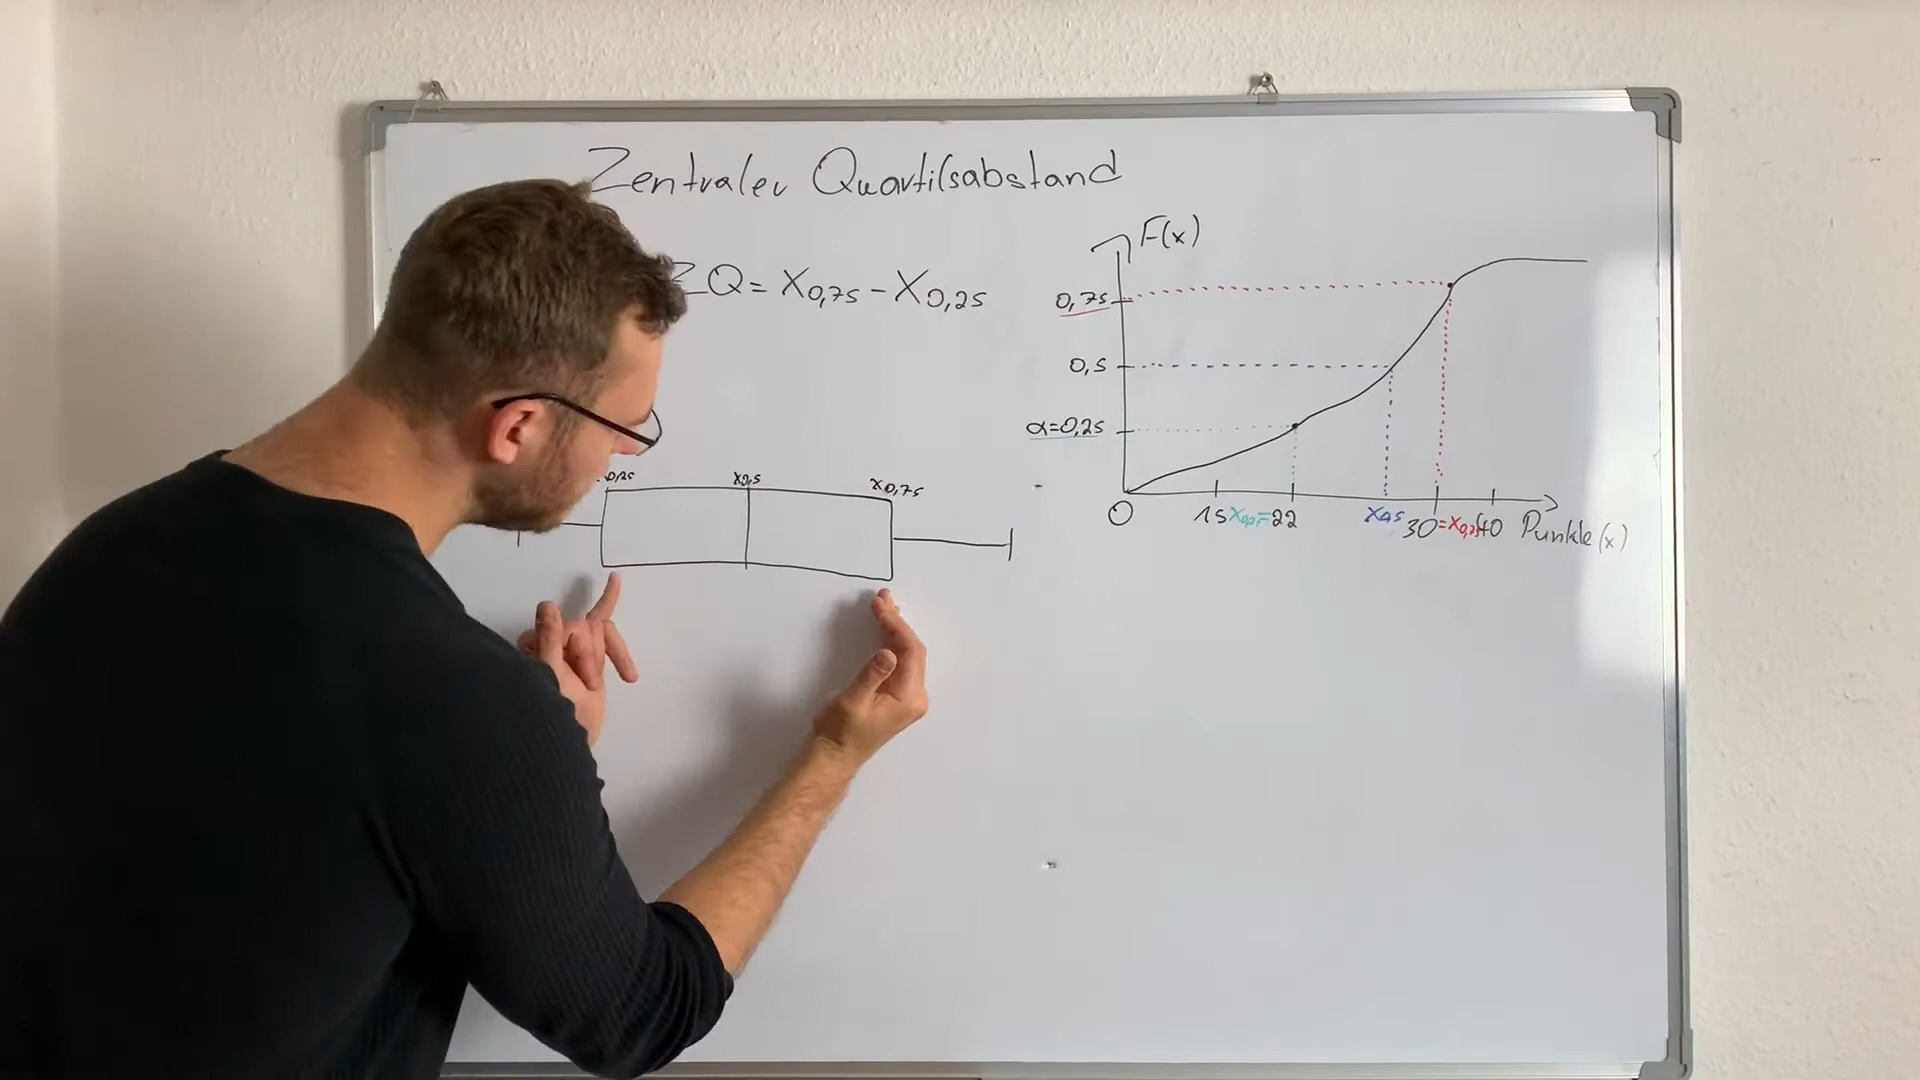 Zentraler Quartilsabstand
ZQ = X0,75 - X0,25
0,25 X0,5 X0,75
F(x)
0,75
0,5
α=0,25
0 15 X0,25=22 X0,5 30=X0,75 40 Punkte(x)